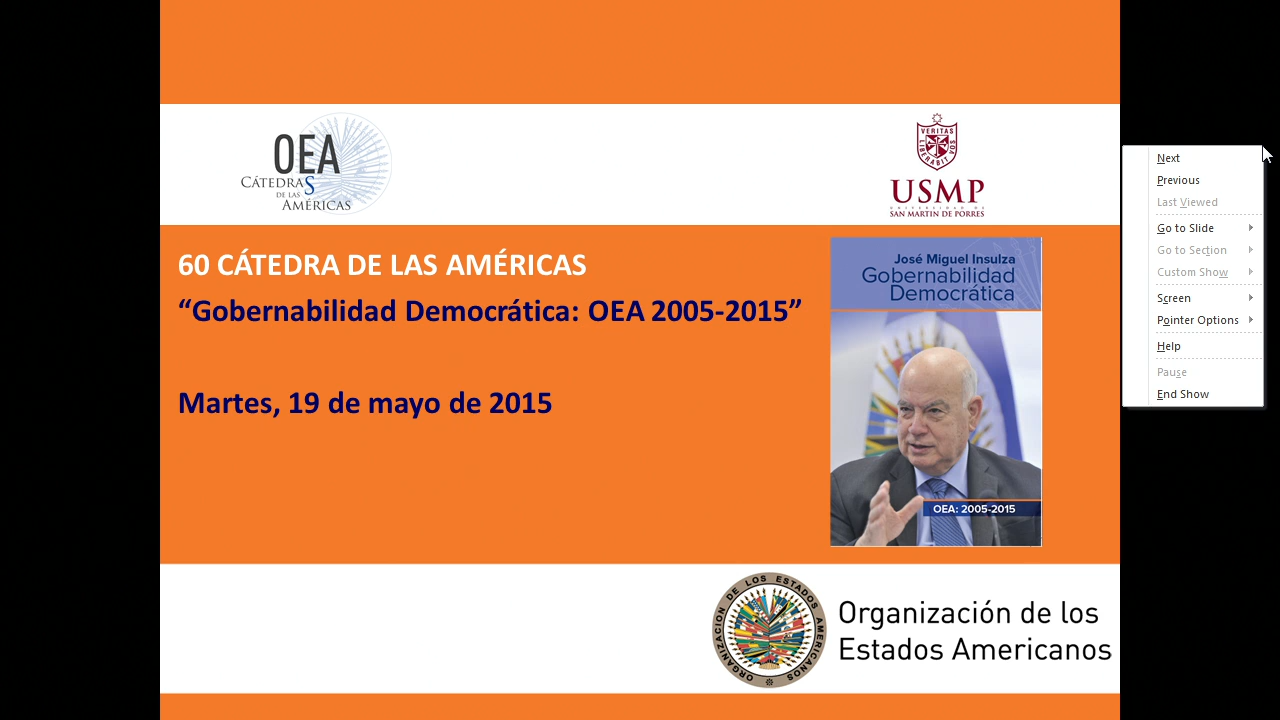 OEA
CÁTEDRAS
DE LAS
AMÉRICAS
VERITAS
LIBERABIT VOS
USMP
UNIVERSIDAD DE
SAN MARTIN DE PORRES
60 CÁTEDRA DE LAS AMÉRICAS
“Gobernabilidad Democrática: OEA 2005-2015”
Martes, 19 de mayo de 2015
José Miguel Insulza
Gobernabilidad
Democrática
OEA: 2005-2015
ORGANIZACION DE LOS ESTADOS AMERICANOS
Organización de los
Estados Americanos
Next
Previous
Last Viewed
Go to Slide
Go to Section
Custom Show
Screen
Pointer Options
Help
Pause
End Show